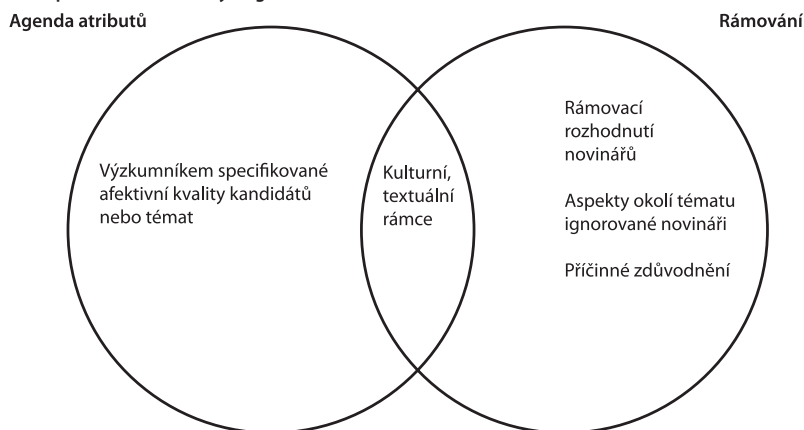 Agenda atributů
Rámování
Výzkumníkem specifikované
afektivní kvality kandidátů
nebo témat
Kulturní,
textuální
rámce
Rámovací
rozhodnutí
novinářů
Aspekty okolí tématu
ignorované novináři
Příčinné zdůvodnění